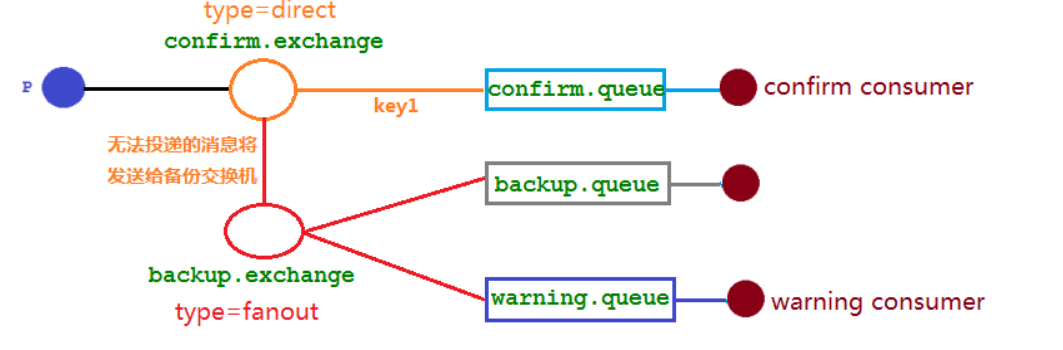 type=direct
confirm.exchange
P
confirm.queue
confirm consumer
key1
无法投递的消息将
发送给备份交换机
backup.queue
backup.exchange
type=fanout
warning.queue
warning consumer